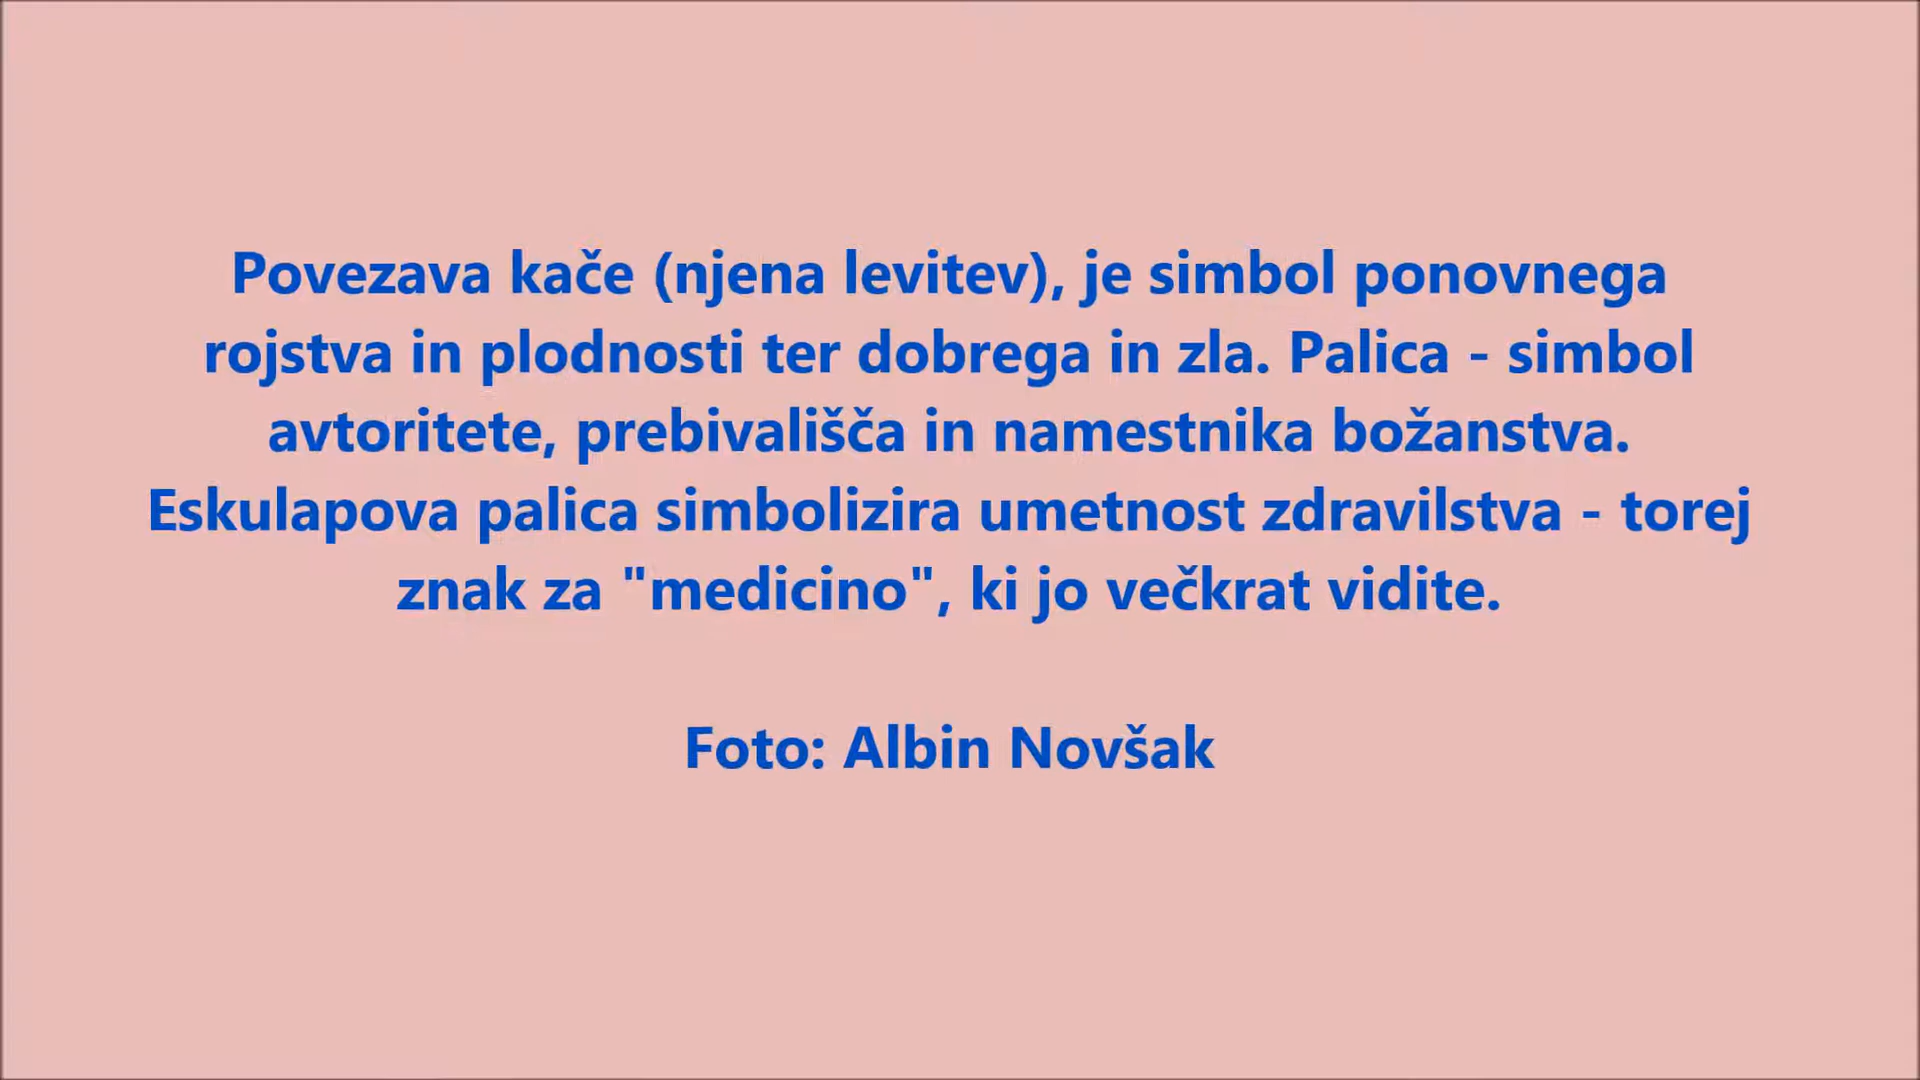 Povezava kače (njena levitev), je simbol ponovnega
rojstva in plodnosti ter dobrega in zla. Palica - simbol
avtoritete, prebivališča in namestnika božanstva.
Eskulapova palica simbolizira umetnost zdravilstva - torej
znak za "medicino", ki jo večkrat vidite.
Foto: Albin Novšak